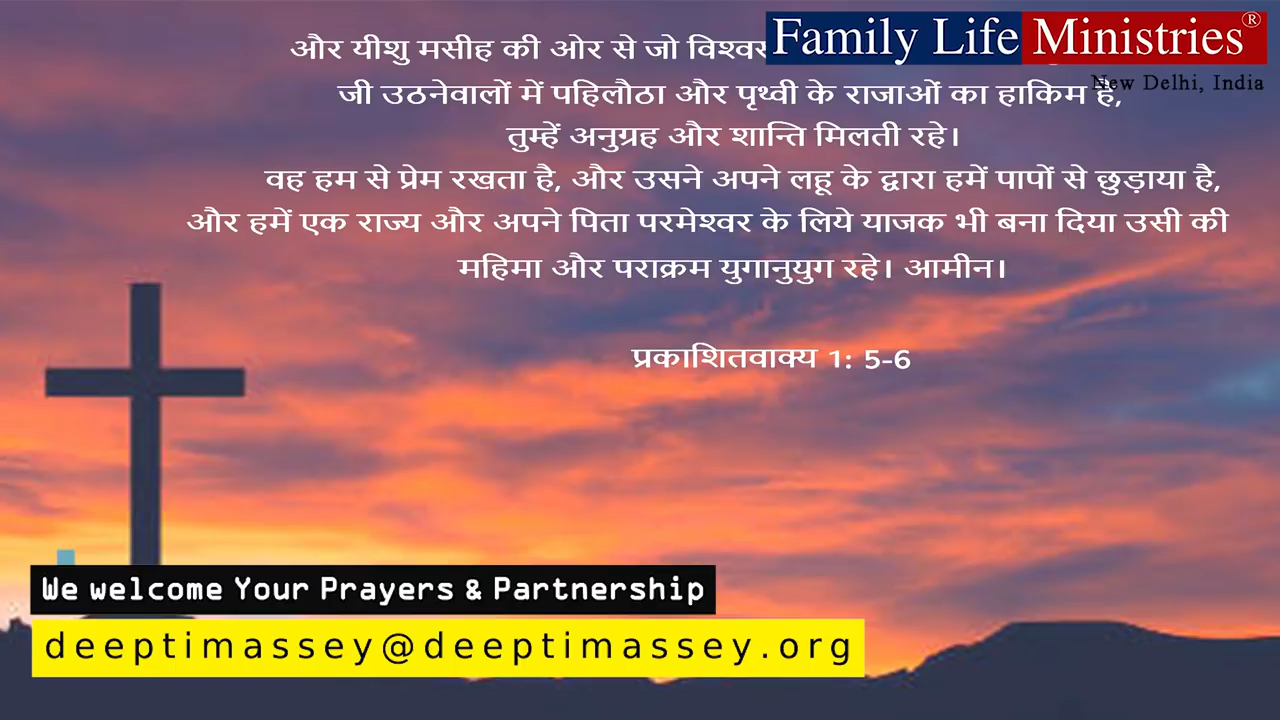 Family Life Ministries®
New Delhi, India
और यीशु मसीह की ओर से जो
जी उठनेवालों में पहिलौठा और पृथ्वी के राजाओं का हाकिम है,
तुम्हें अनुग्रह और शान्ति मिलती रहे।
वह हम से प्रेम रखता है, और उसने अपने लहू के द्वारा हमें पापों से छुड़ाया है,
और हमें एक राज्य और अपने पिता परमेश्वर के लिये याजक भी बना दिया उसी की
महिमा और पराक्रम युगानुयुग रहे। आमीन।
प्रकाशितवाक्य 1: 5-6
We welcome Your Prayers & Partnership
deeptimassey@deeptimassey.org